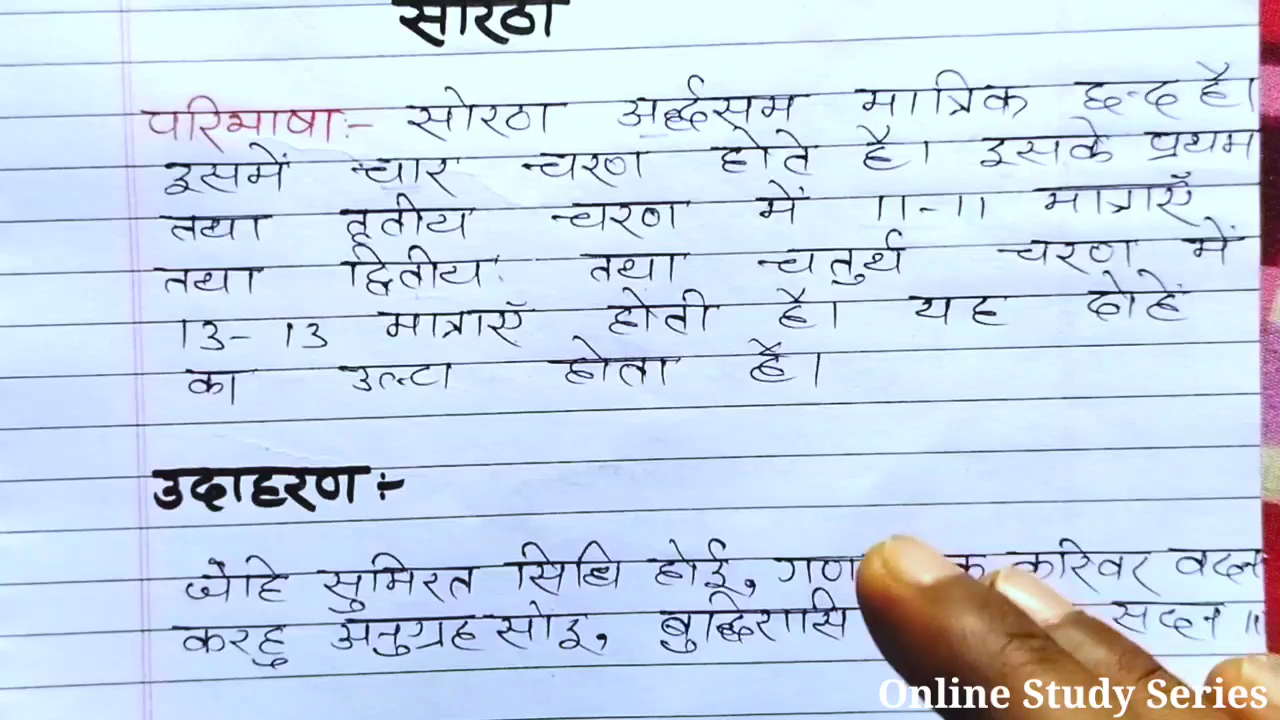 सोरठा
परिभाषा:- सोरठा अर्द्धसम मात्रिक छन्द है।
इसमें चार चरण होते है। इसके प्रथम
तथा तृतीय चरण में 11-11 मात्राएँ
तथा द्वितीय तथा चतुर्थ चरण में
13-13 मात्राएँ होती है। यह दोहें
का उल्टा होता है।
उदाहरण:-
जेहि सुमिरत सिधि होई, गण क करिवर वदन
करहु अनुग्रह सोइ, बुद्धिरासि सदन ॥
Online Study Series